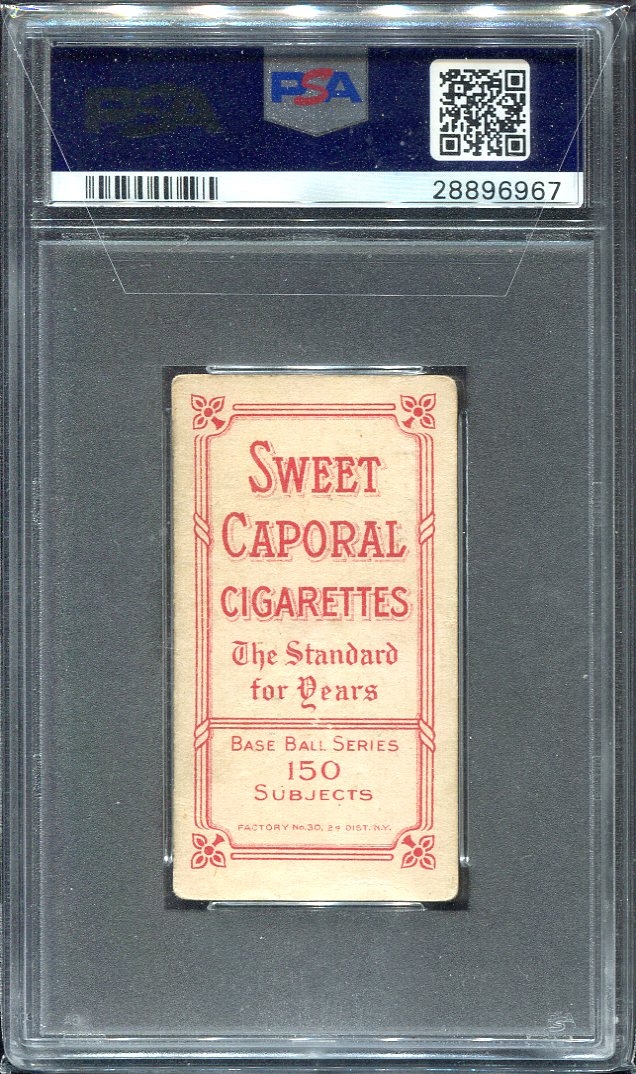 PSA
PSA
28896967
SWEET
CAPORAL
CIGARETTES
The Standard
for Years
BASE BALL SERIES
150
SUBJECTS
FACTORY No. 30, 2d DIST. N.Y.